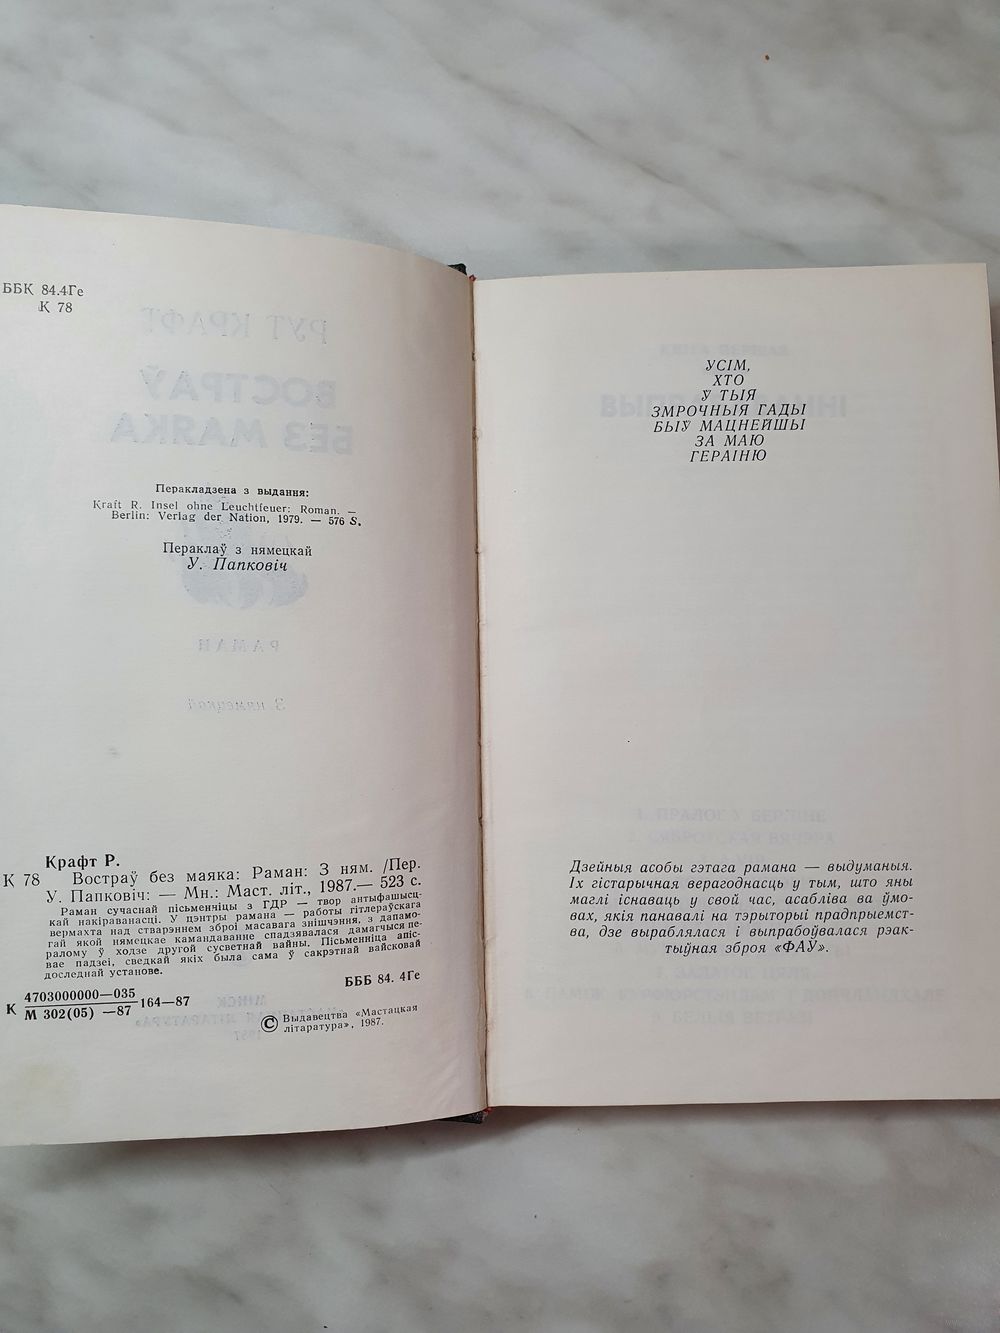 ББК 84.4Ге
К 78
Перакладзена з выдання:
Kraft R. Insel ohne Leuchtfeuer: Roman. —
Berlin: Verlag der Nation, 1979. — 576 S.
Пераклаў з нямецкай
У. Папковіч
Крафт Р.
К 78 Востраў без маяка: Раман: З ням. /Пер.
У. Папковіч: — Мн.: Маст. літ., 1987.— 523 с.
Раман сучаснай пісьменніцы з ГДР — твор антыфашысц-
кай накіраванасці. У цэнтры рамана — работы гітлераўскага
вермахта над стварэннем зброі масавага знішчэння, з дапамо-
гай якой нямецкае камандаванне спадзявалася дамагчыся пе-
ралому ў ходзе другой сусветнай вайны. Пісьменніца апіс-
вае падзеі, сведкай якіх была сама ў сакрэтнай вайсковай
даследнай установе.
К 4703000000—035
М 302(05) —87 164—87
БББ 84. 4Ге
© Выдавецтва «Мастацкая
літаратура», 1987.
УСІМ,
ХТО
Ў ТЫЯ
ЗМРОЧНЫЯ ГАДЫ
БЫЎ МАЦНЕЙШЫ
ЗА МАЮ
ГЕРАІНЮ
Дзейныя асобы гэтага рамана — выдуманыя.
Іх гістарычная верагоднасць у тым, што яны
маглі існаваць у свой час, асабліва ва ўмо-
вах, якія панавалі на тэрыторыі прадпрыемст-
ва, дзе выраблялася і выпрабоўвалася рэак-
тыўная зброя «ФАЎ».